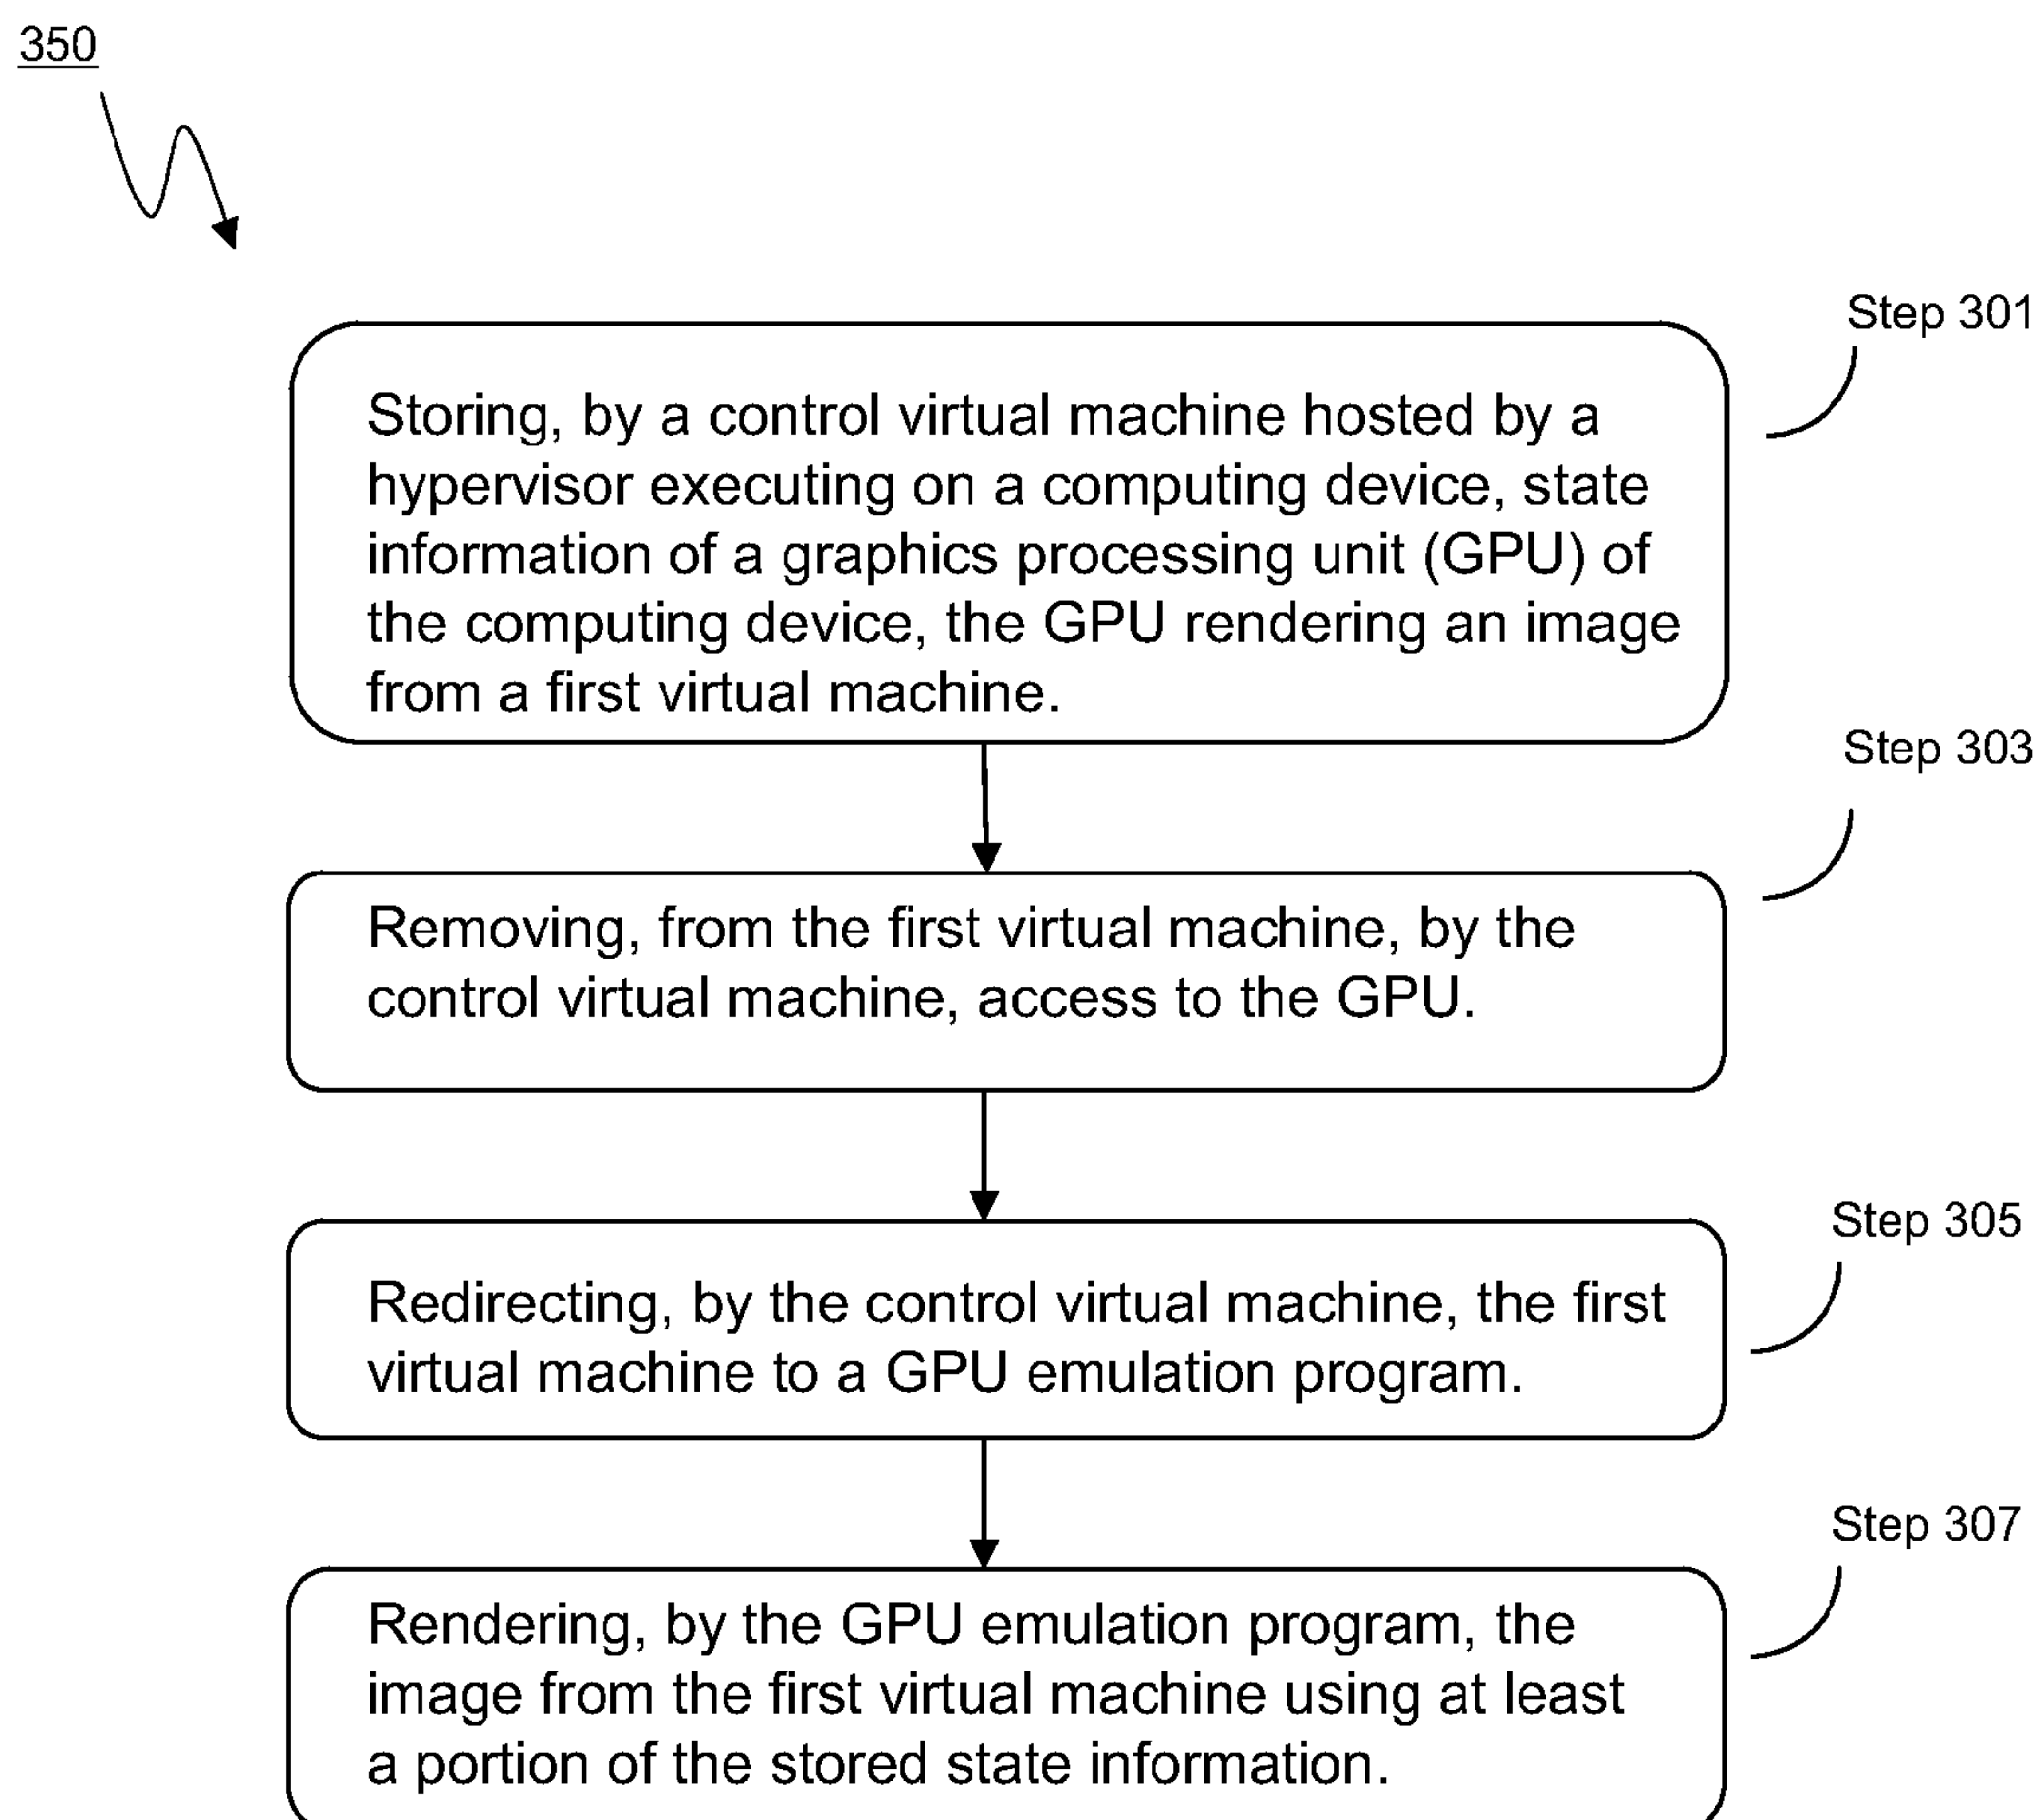 350
Step 301
Storing, by a control virtual machine hosted by a
hypervisor executing on a computing device, state
information of a graphics processing unit (GPU) of
the computing device, the GPU rendering an image
from a first virtual machine.
Step 303
Removing, from the first virtual machine, by the
control virtual machine, access to the GPU.
Step 305
Redirecting, by the control virtual machine, the first
virtual machine to a GPU emulation program.
Step 307
Rendering, by the GPU emulation program, the
image from the first virtual machine using at least
a portion of the stored state information.